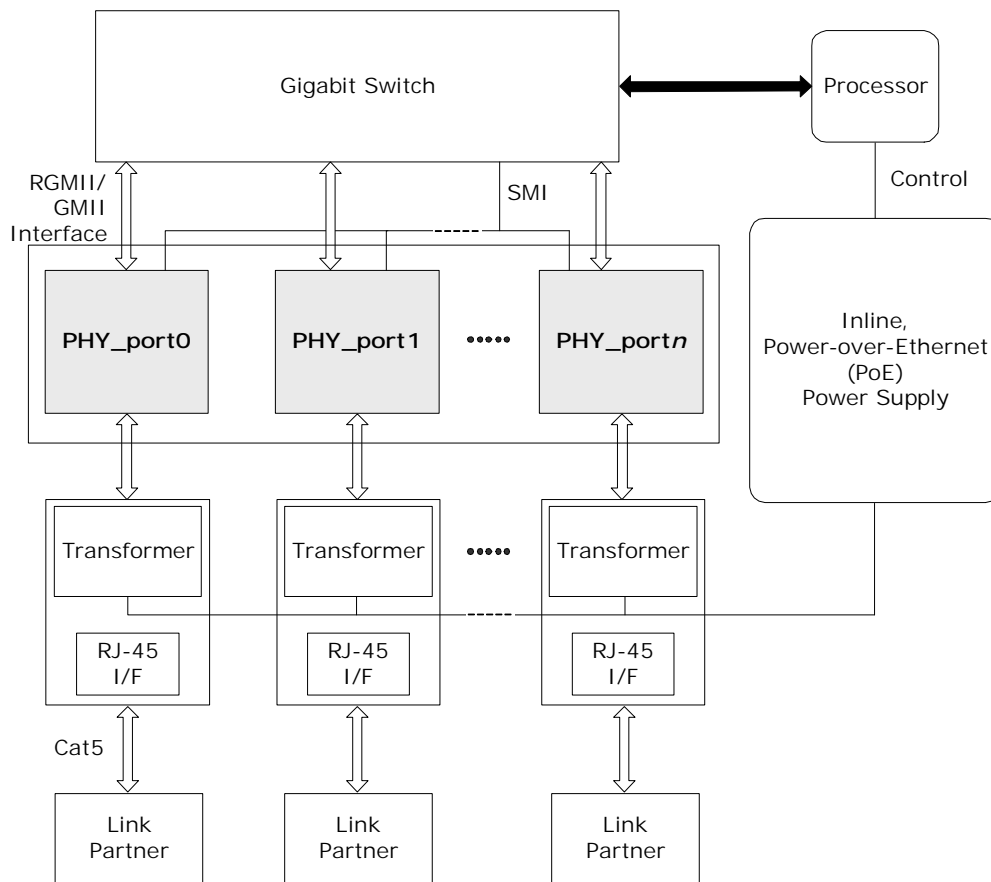 Gigabit Switch
Processor
RGMII/
GMII
Interface
SMI
Control
PHY_port0
PHY_port1
PHY_portn
Inline,
Power-over-Ethernet
(PoE)
Power Supply
Transformer
Transformer
Transformer
RJ-45
I/F
RJ-45
I/F
RJ-45
I/F
Cat5
Link
Partner
Link
Partner
Link
Partner